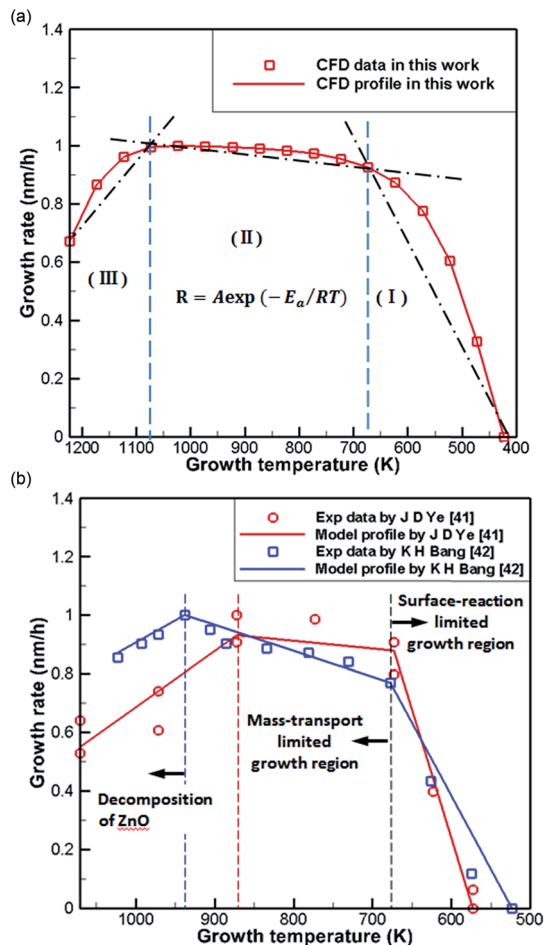 (a)
1.4
1.2
1
0.8
0.6
0.4
0.2
0
Growth rate (nm/h)
CFD data in this work
CFD profile in this work
(II)
(III)
R = Aexp (−Ea/RT)
(I)
1200 1100 1000 900 800 700 600 500 400
Growth temperature (K)
(b)
1.4
1.2
1
0.8
0.6
0.4
0.2
0
Growth rate (nm/h)
Exp data by J D Ye [41]
Model profile by J D Ye [41]
Exp data by K H Bang [42]
Model profile by K H Bang [42]
Surface-reaction
limited
growth region
Mass-transport
limited
growth region
Decomposition
of ZnO
1000 900 800 700 600 500
Growth temperature (K)